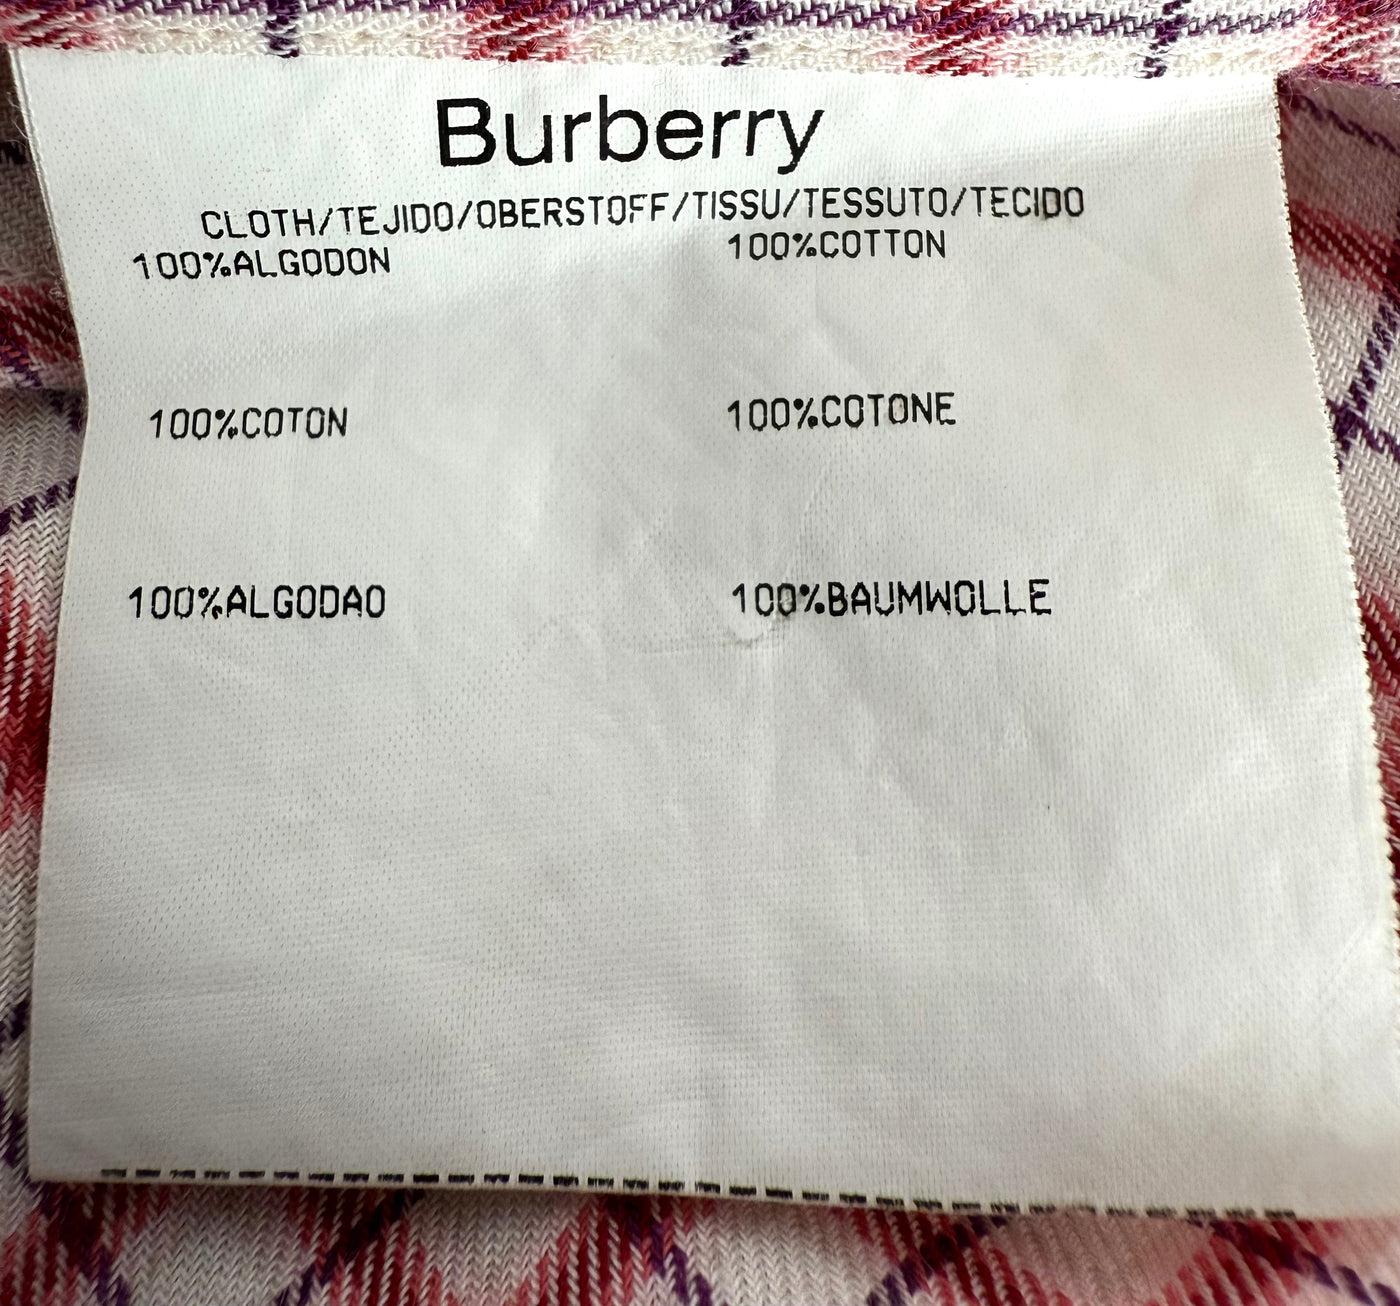 Burberry
CLOTH/TEJIDO/OBERSTOFF/TISSU/TESSUTO/TECIDO
100%ALGODON 100%COTTON
100%COTON 100%COTONE
100%ALGODAO 100%BAUMWOLLE